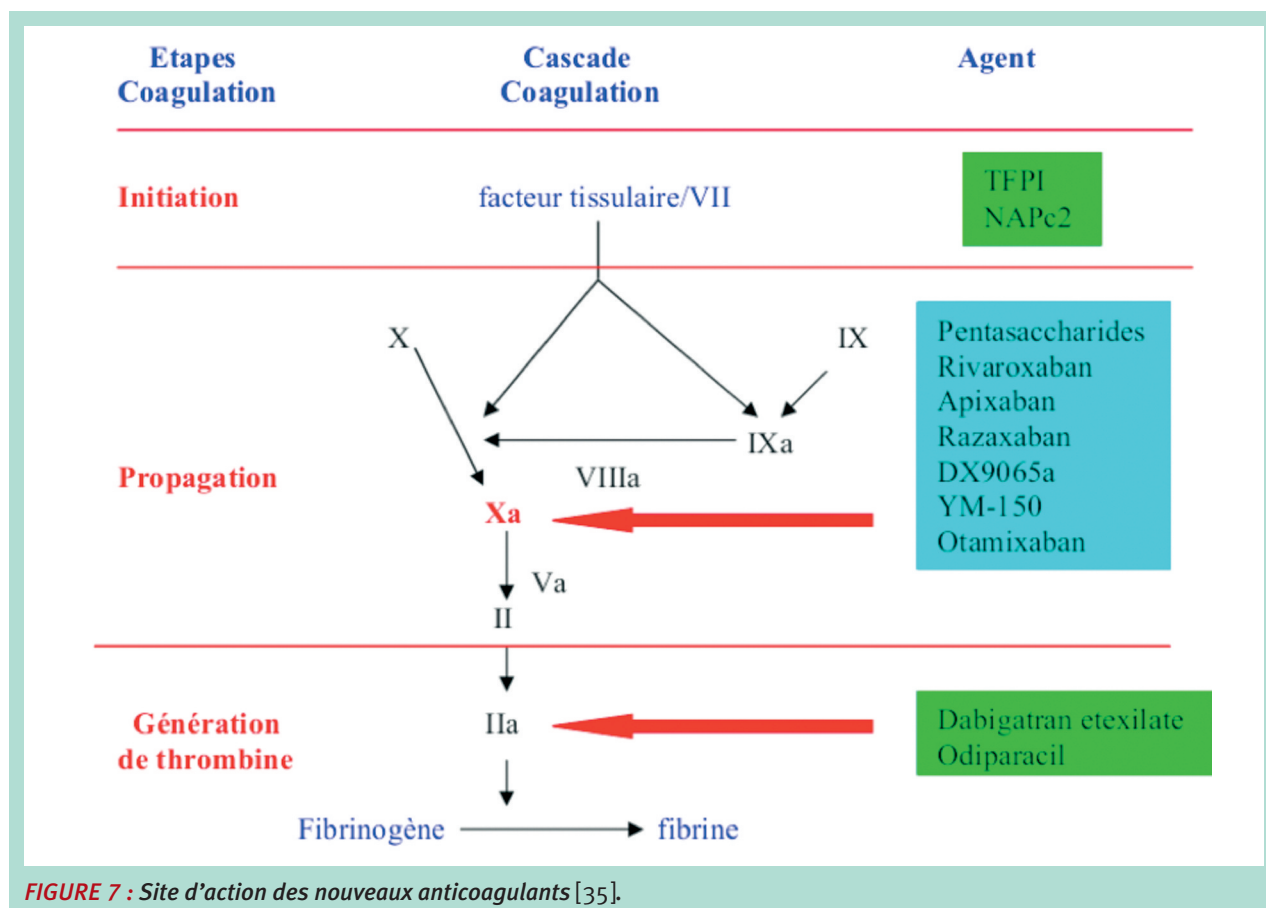 Etapes
Coagulation
Cascade
Coagulation
Agent
Initiation
facteur tissulaire/VII
TFPI
NAPc2
Propagation
X
IX
IXa
VIIIa
Xa
Va
II
Pentasaccharides
Rivaroxaban
Apixaban
Razaxaban
DX9065a
YM-150
Otamixaban
Génération
de thrombine
IIa
Dabigatran etexilate
Odiparacil
Fibrinogène
fibrine
FIGURE 7 : Site d'action des nouveaux anticoagulants [35].